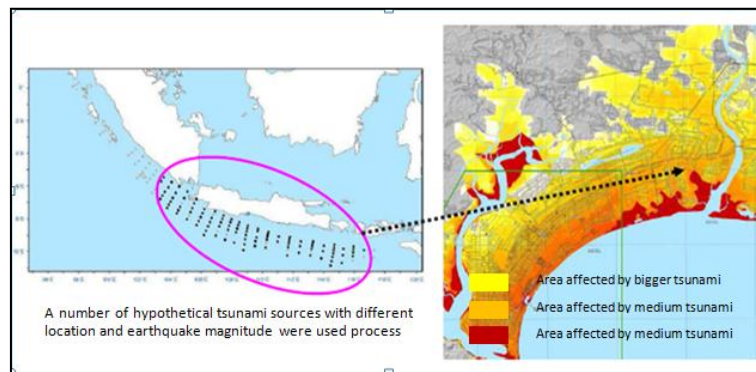 A number of hypothetical tsunami sources with different
location and earthquake magnitude were used process
Area affected by bigger tsunami
Area affected by medium tsunami
Area affected by medium tsunami